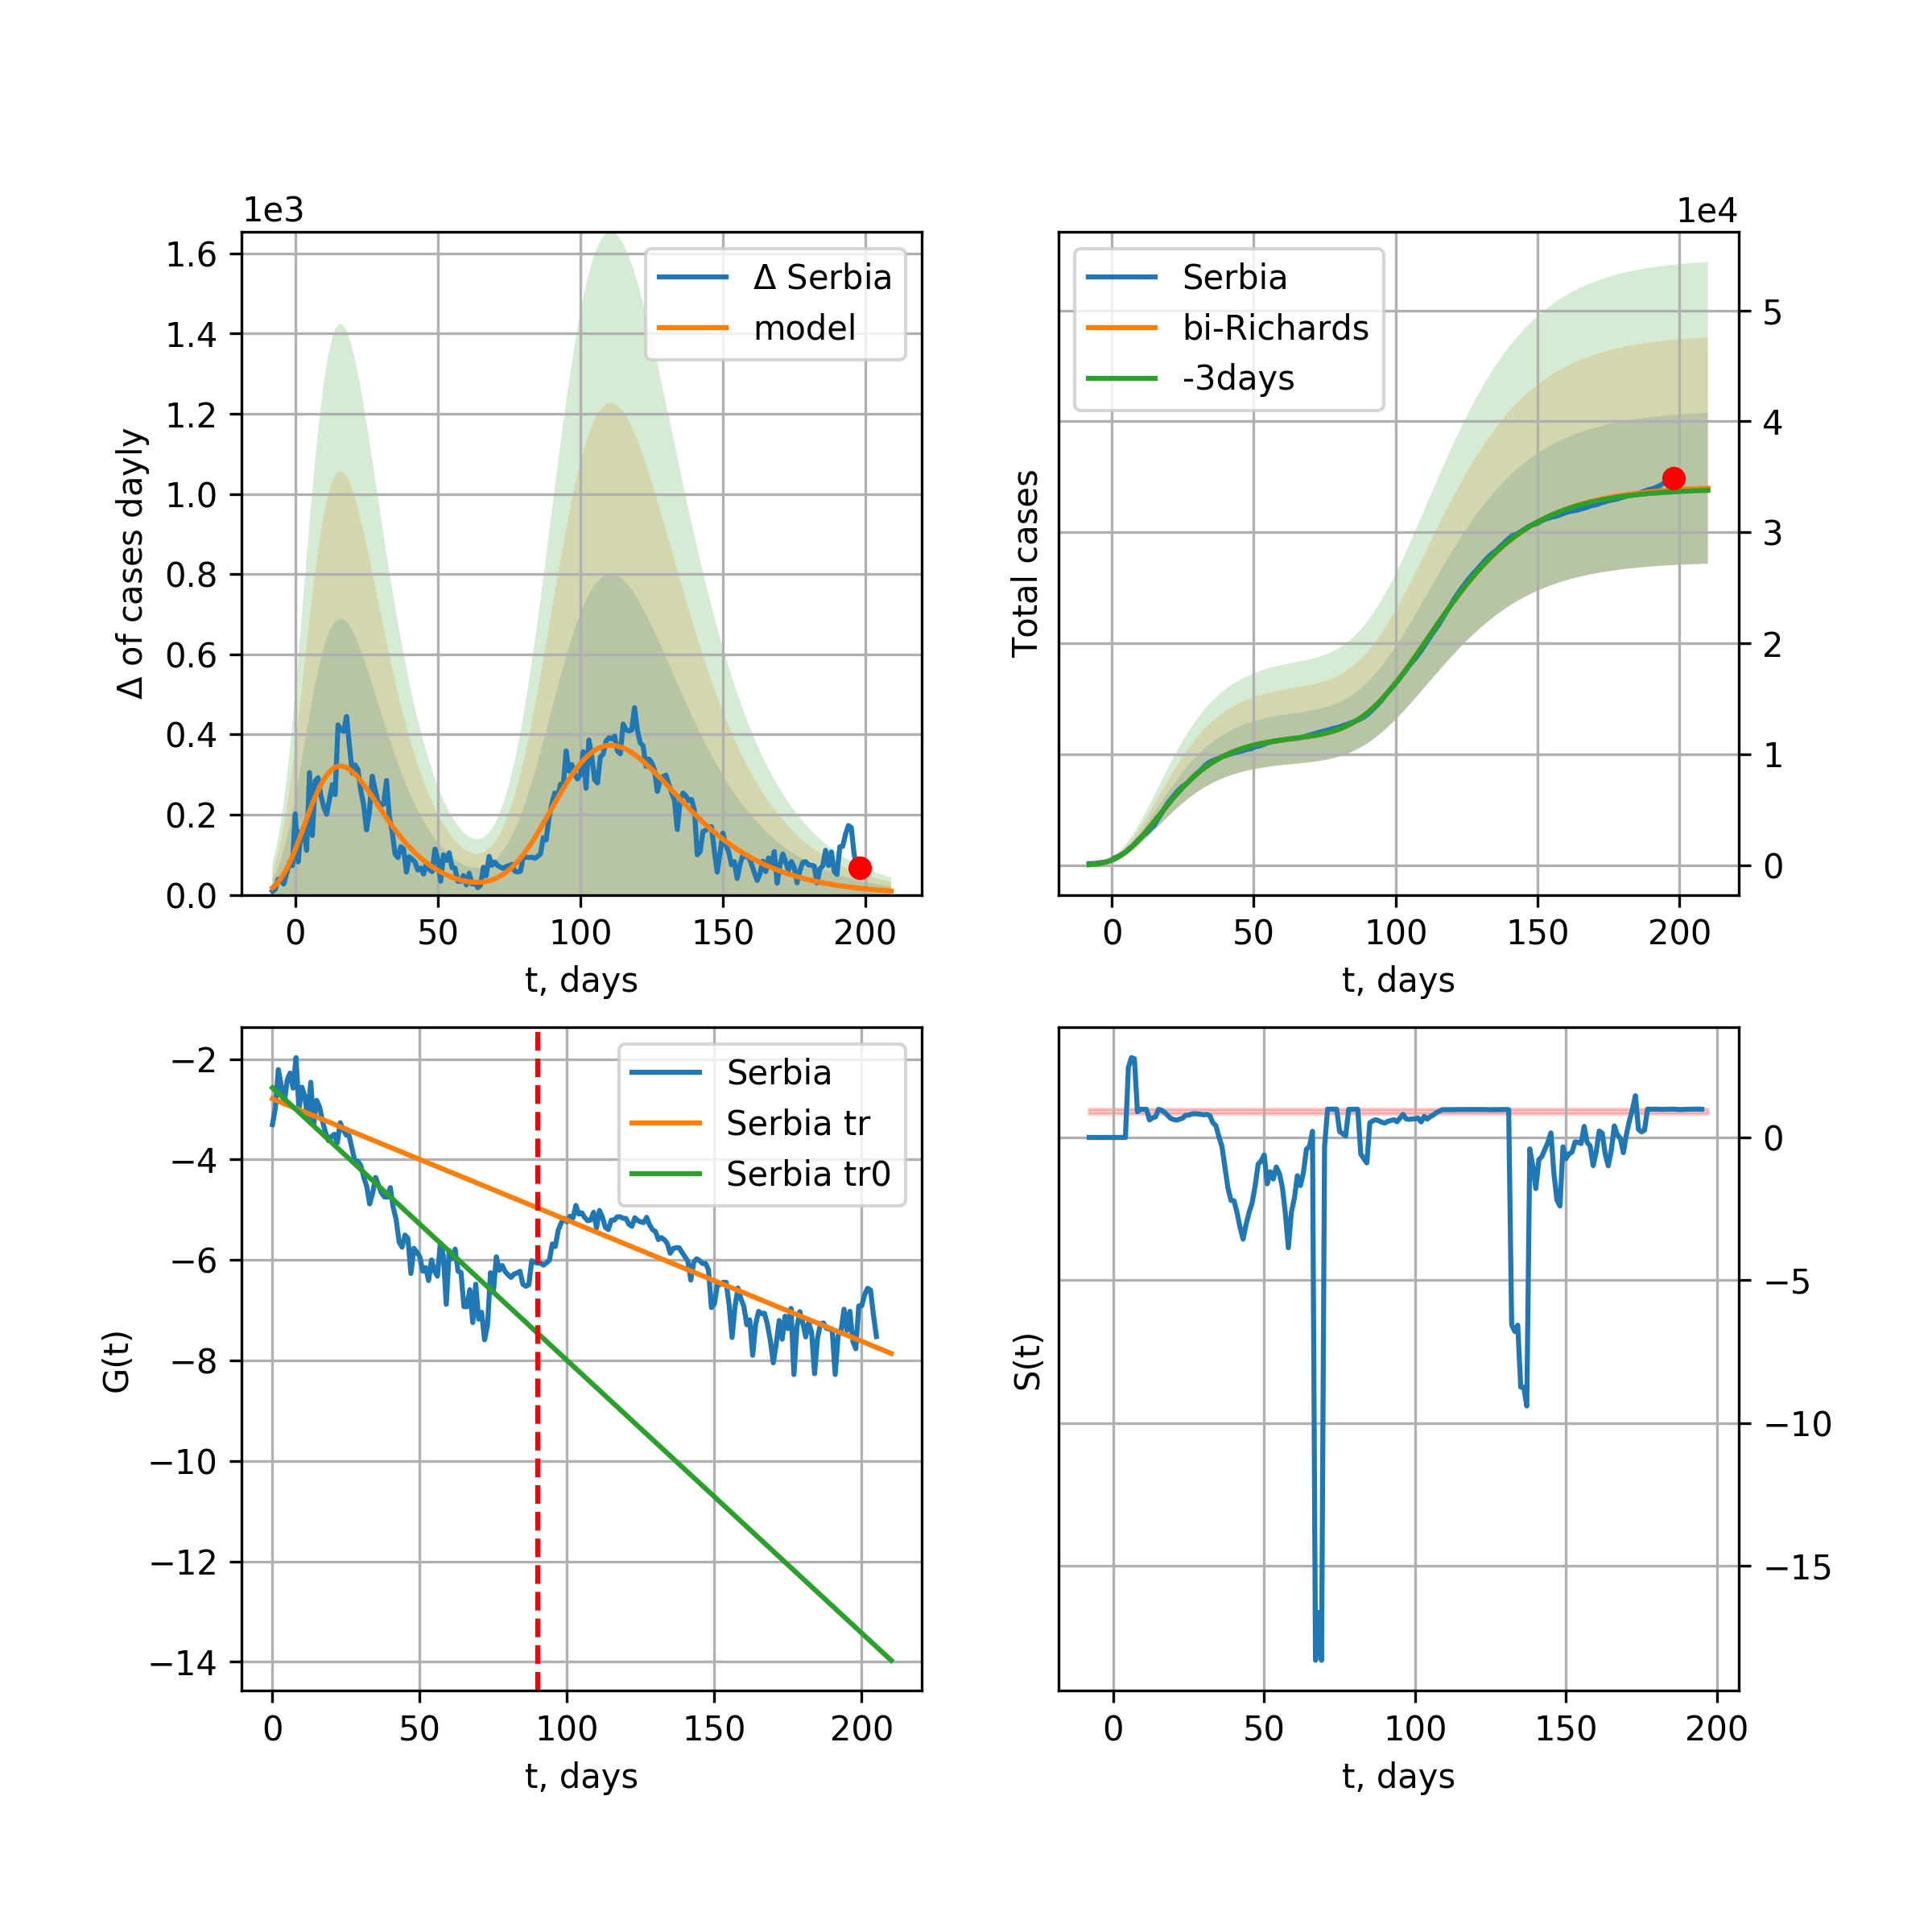 1e3
1.6
1.4
1.2
1.0
0.8
0.6
0.4
0.2
0.0
Δ of cases dayly
0 50 100 150 200
t, days
Δ Serbia
model
1e4
5
4
3
2
1
0
Total cases
0 50 100 150 200
t, days
Serbia
bi-Richards
-3days
−2
−4
−6
−8
−10
−12
−14
G(t)
0 50 100 150 200
t, days
Serbia
Serbia tr
Serbia tr0
0
−5
−10
−15
S(t)
0 50 100 150 200
t, days